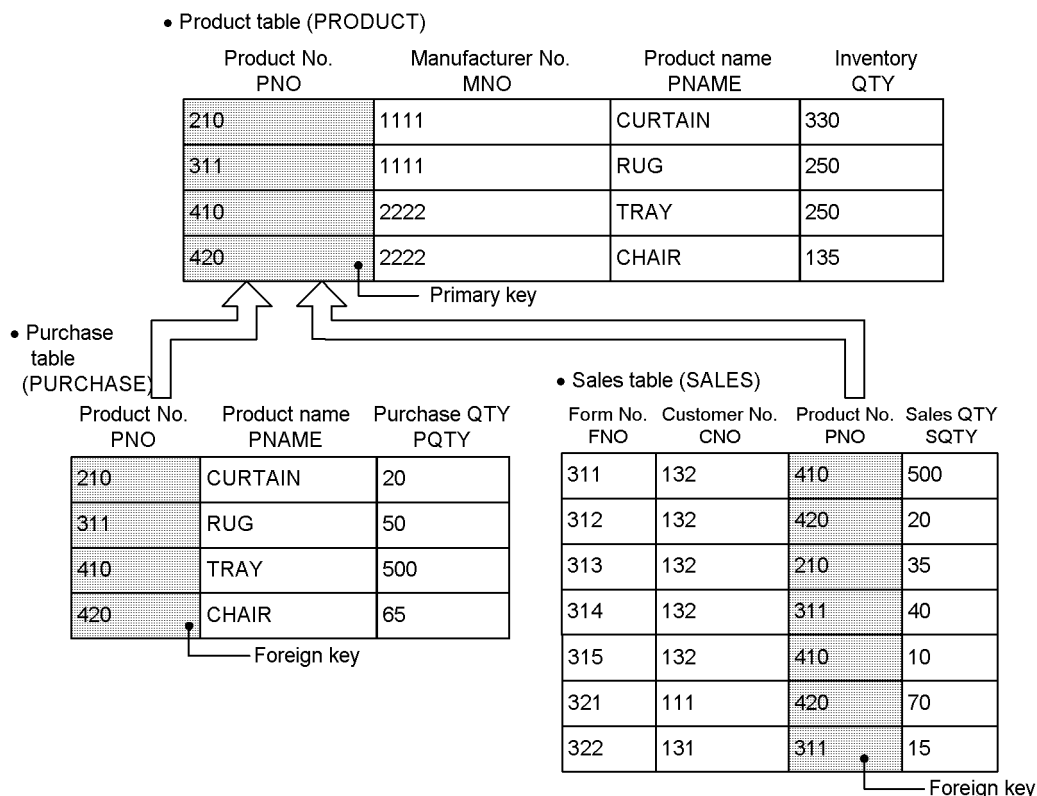 • Product table (PRODUCT)
Product No. Manufacturer No. Product name Inventory
PNO MNO PNAME QTY
210 1111 CURTAIN 330
311 1111 RUG 250
410 2222 TRAY 250
420 2222 CHAIR 135
Primary key
• Purchase
table
(PURCHASE)
Product No. Product name Purchase QTY
PNO PNAME PQTY
210 CURTAIN 20
311 RUG 50
410 TRAY 500
420 CHAIR 65
Foreign key
• Sales table (SALES)
Form No. Customer No. Product No. Sales QTY
FNO CNO PNO SQTY
311 132 410 500
312 132 420 20
313 132 210 35
314 132 311 40
315 132 410 10
321 111 420 70
322 131 311 15
Foreign key